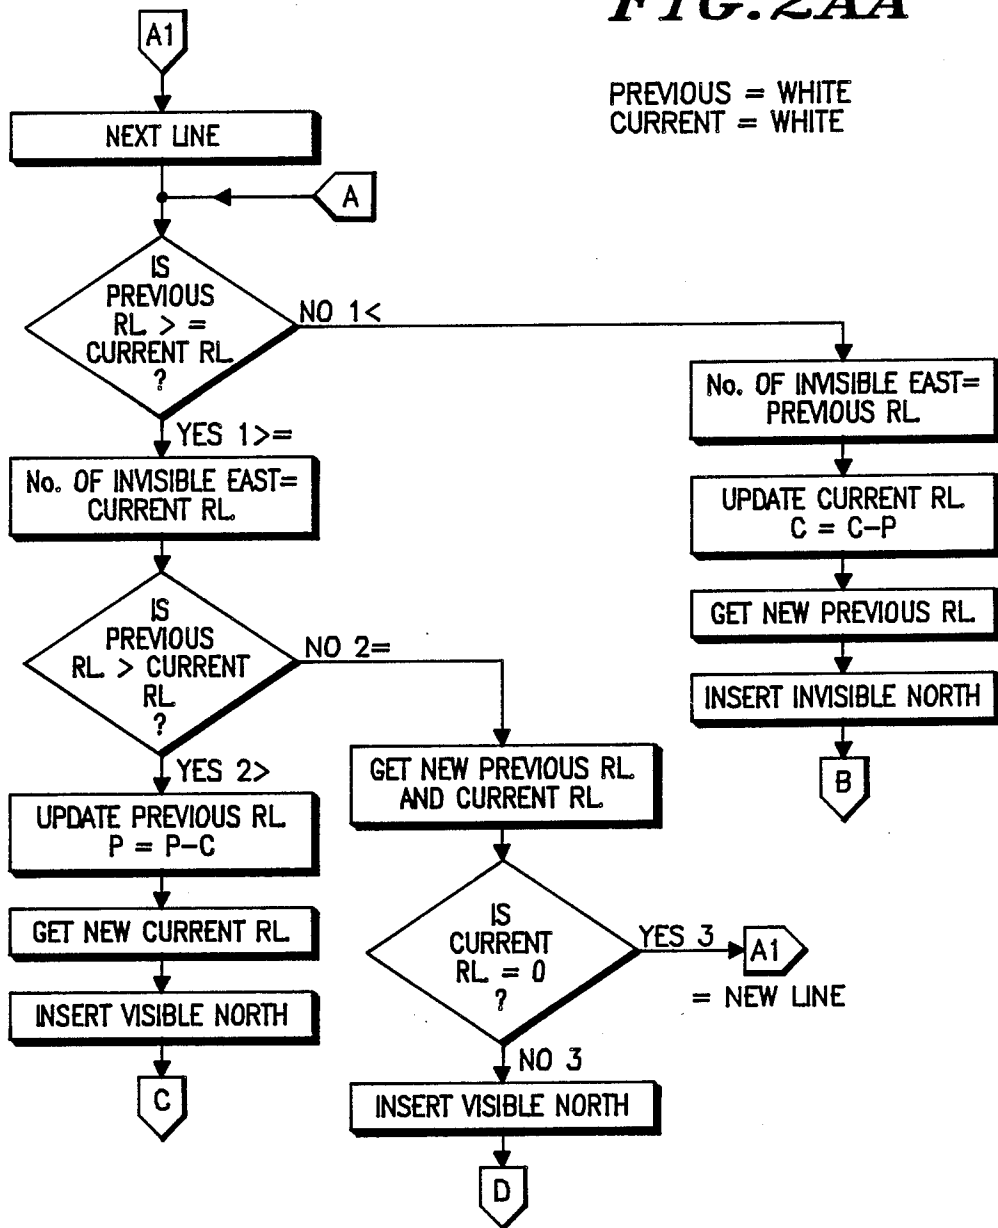 FIG. 2AA
A1
PREVIOUS = WHITE
CURRENT = WHITE
NEXT LINE
A
IS
PREVIOUS
RL. > =
CURRENT RL.
?
NO 1<
YES 1>=
No. OF INVISIBLE EAST=
PREVIOUS RL.
No. OF INVISIBLE EAST=
CURRENT RL.
UPDATE CURRENT RL.
C = C-P
GET NEW PREVIOUS RL.
INSERT INVISIBLE NORTH
B
IS
PREVIOUS
RL. > CURRENT
RL.
?
NO 2=
YES 2>
GET NEW PREVIOUS RL.
AND CURRENT RL.
UPDATE PREVIOUS RL.
P = P-C
GET NEW CURRENT RL.
INSERT VISIBLE NORTH
C
IS
CURRENT
RL. = 0
?
YES 3
A1
= NEW LINE
NO 3
INSERT VISIBLE NORTH
D